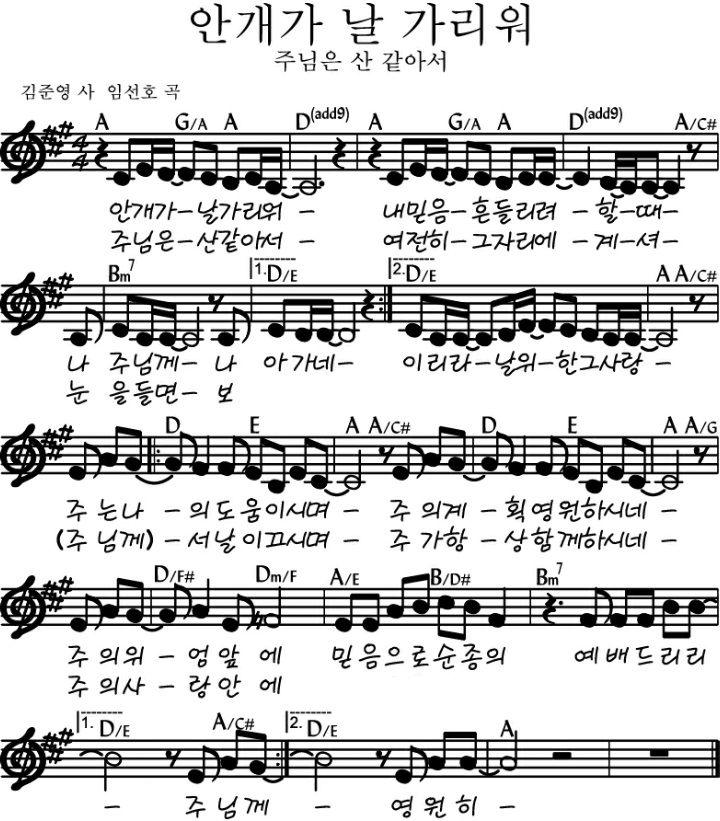 안개가 날 가리워
주님은 산 같아서
김준영 사 임선호 곡
A G/A A D(add9) A G/A A D(add9) A/C#
4/4
안개가-날가리워 - 내믿음-흔들리려 -할-때-
주님은-산같아서 - 여전히-그자리에 -계-셔-
Bm7 1. D/E 2. D/E A A/C#
나 주님께- 나 아가네- 이리라-날위-한그사랑 -
눈 을들면- 보
D E A A/C# D E A A/G
주 는나 -의도움이시며- 주 의계 -획영원하시네-
(주 님께)-서날이끄시며- 주 가항 -상함께하시네-
D/F# Dm/F A/E B/D# Bm7
주 의위 -엄앞 에 믿음으로순종의 예배드리리
주 의사 -랑안 에
1. D/E A/C# 2. D/E A
- 주님께 - 영원히 -